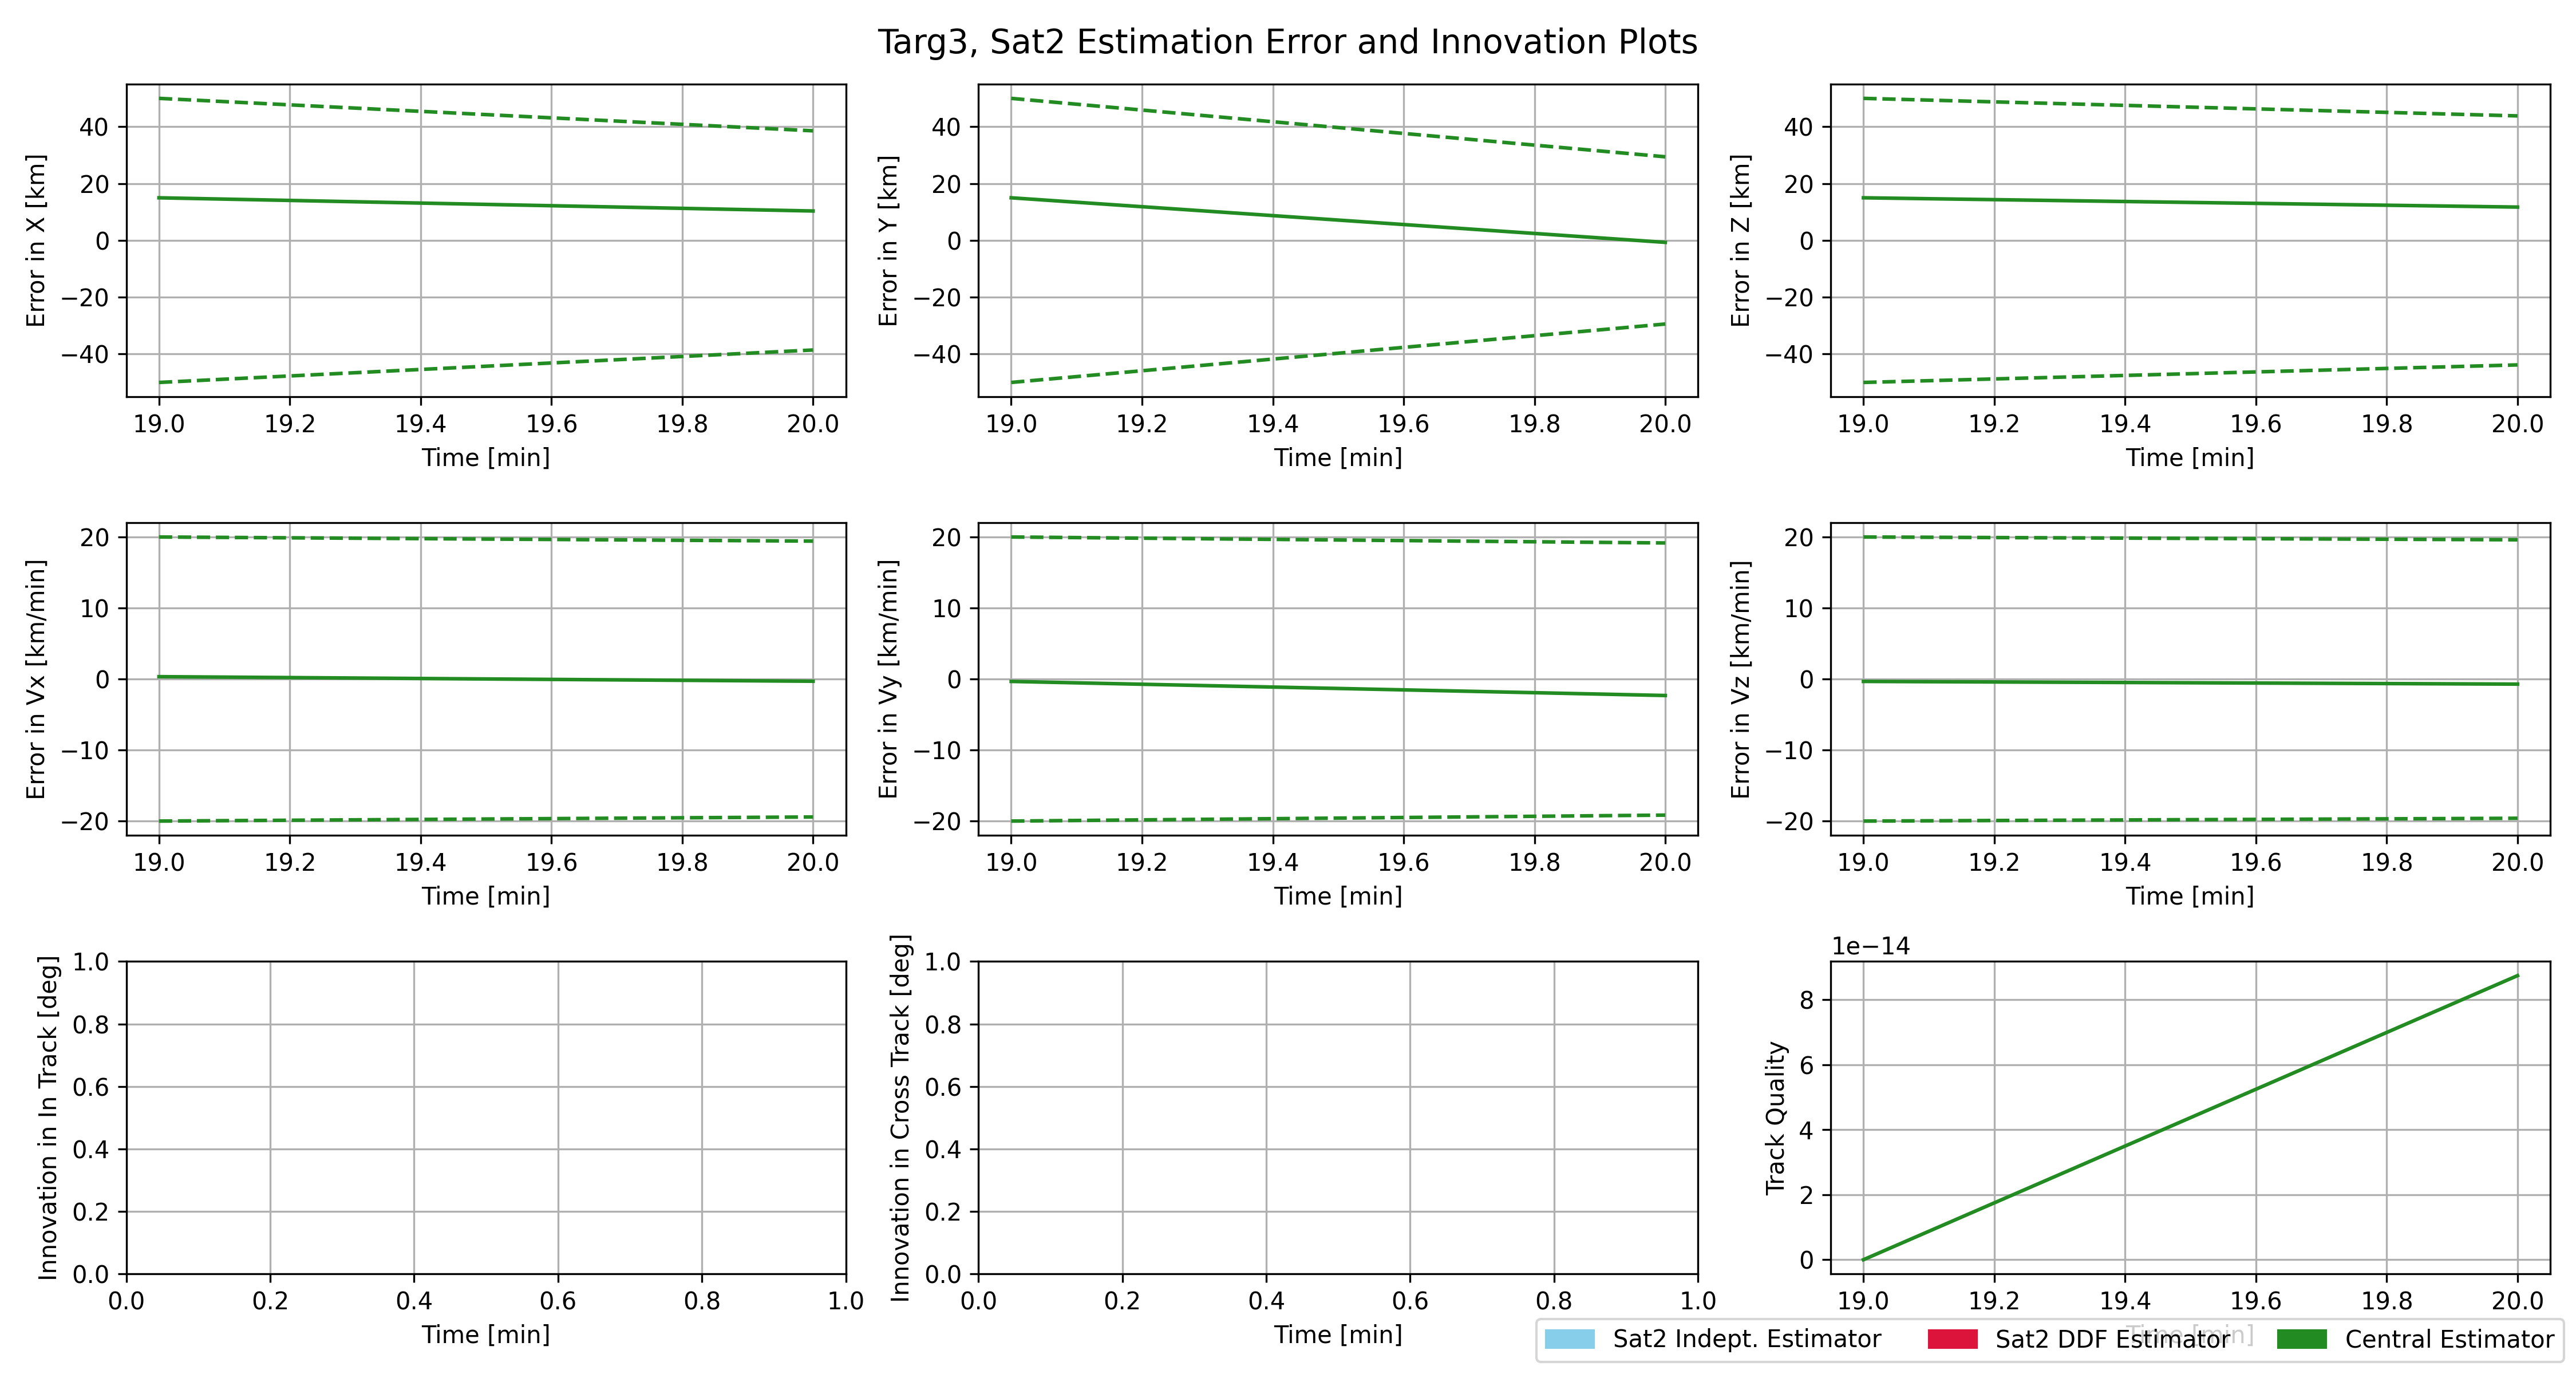 Targ3, Sat2 Estimation Error and Innovation Plots
Error in X [km]
40
20
0
−20
−40
19.0 19.2 19.4 19.6 19.8 20.0
Time [min]
Error in Y [km]
40
20
0
−20
−40
19.0 19.2 19.4 19.6 19.8 20.0
Time [min]
Error in Z [km]
40
20
0
−20
−40
19.0 19.2 19.4 19.6 19.8 20.0
Time [min]
Error in Vx [km/min]
20
10
0
−10
−20
19.0 19.2 19.4 19.6 19.8 20.0
Time [min]
Error in Vy [km/min]
20
10
0
−10
−20
19.0 19.2 19.4 19.6 19.8 20.0
Time [min]
Error in Vz [km/min]
20
10
0
−10
−20
19.0 19.2 19.4 19.6 19.8 20.0
Time [min]
Innovation in In Track [deg]
1.0
0.8
0.6
0.4
0.2
0.0
0.0 0.2 0.4 0.6 0.8 1.0
Time [min]
Innovation in Cross Track [deg]
1.0
0.8
0.6
0.4
0.2
0.0
0.0 0.2 0.4 0.6 0.8 1.0
Time [min]
1e−14
Track Quality
8
6
4
2
0
19.0 19.2 19.4 19.6 19.8 20.0
Time [min]
Sat2 Indept. Estimator Sat2 DDF Estimator Central Estimator